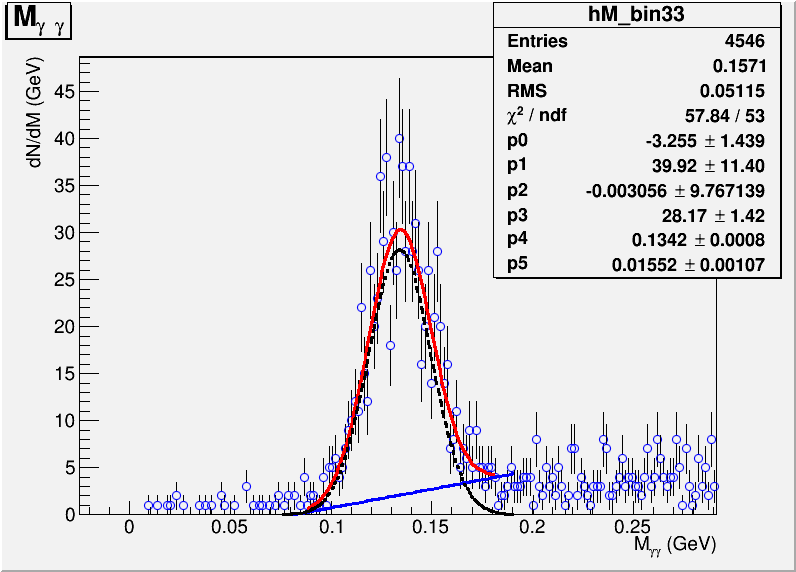 M γ γ
hM_bin33
Entries 4546
Mean 0.1571
RMS 0.05115
χ² / ndf 57.84 / 53
p0 -3.255 ± 1.439
p1 39.92 ± 11.40
p2 -0.003056 ± 9.767139
p3 28.17 ± 1.42
p4 0.1342 ± 0.0008
p5 0.01552 ± 0.00107
dN/dM (GeV)
45
40
35
30
25
20
15
10
5
0
0 0.05 0.1 0.15 0.2 0.25
Mγγ (GeV)